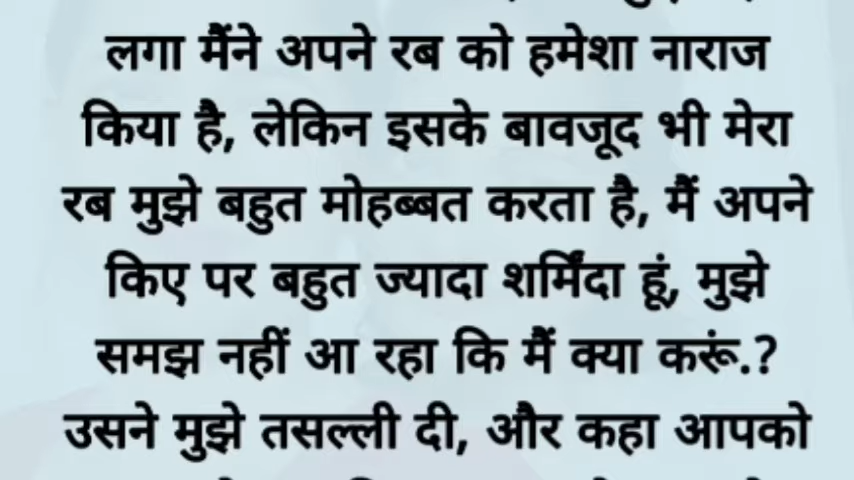 लगा मैंने अपने रब को हमेशा नाराज
किया है, लेकिन इसके बावजूद भी मेरा
रब मुझे बहुत मोहब्बत करता है, मैं अपने
किए पर बहुत ज्यादा शर्मिंदा हूं, मुझे
समझ नहीं आ रहा कि मैं क्या करूं.?
उसने मुझे तसल्ली दी, और कहा आपको